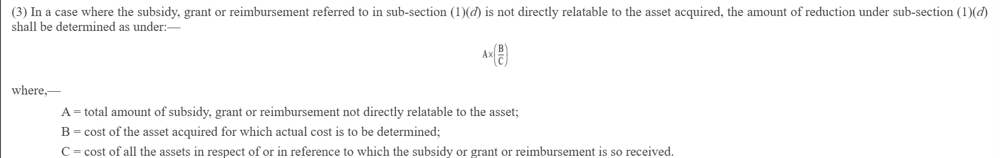 (3) In a case where the subsidy, grant or reimbursement referred to in sub-section (1)(d) is not directly relatable to the asset acquired, the amount of reduction under sub-section (1)(d)
shall be determined as under:—
A×(B/C)
where,—
A = total amount of subsidy, grant or reimbursement not directly relatable to the asset;
B = cost of the asset acquired for which actual cost is to be determined;
C = cost of all the assets in respect of or in reference to which the subsidy or grant or reimbursement is so received.